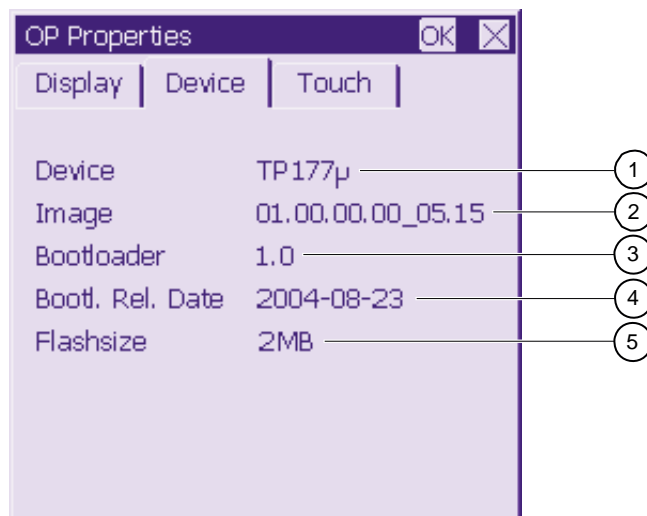 OP Properties OK
Display Device Touch
Device TP177µ 1
Image 01.00.00.00_05.15 2
Bootloader 1.0 3
Bootl. Rel. Date 2004-08-23 4
Flashsize 2MB 5